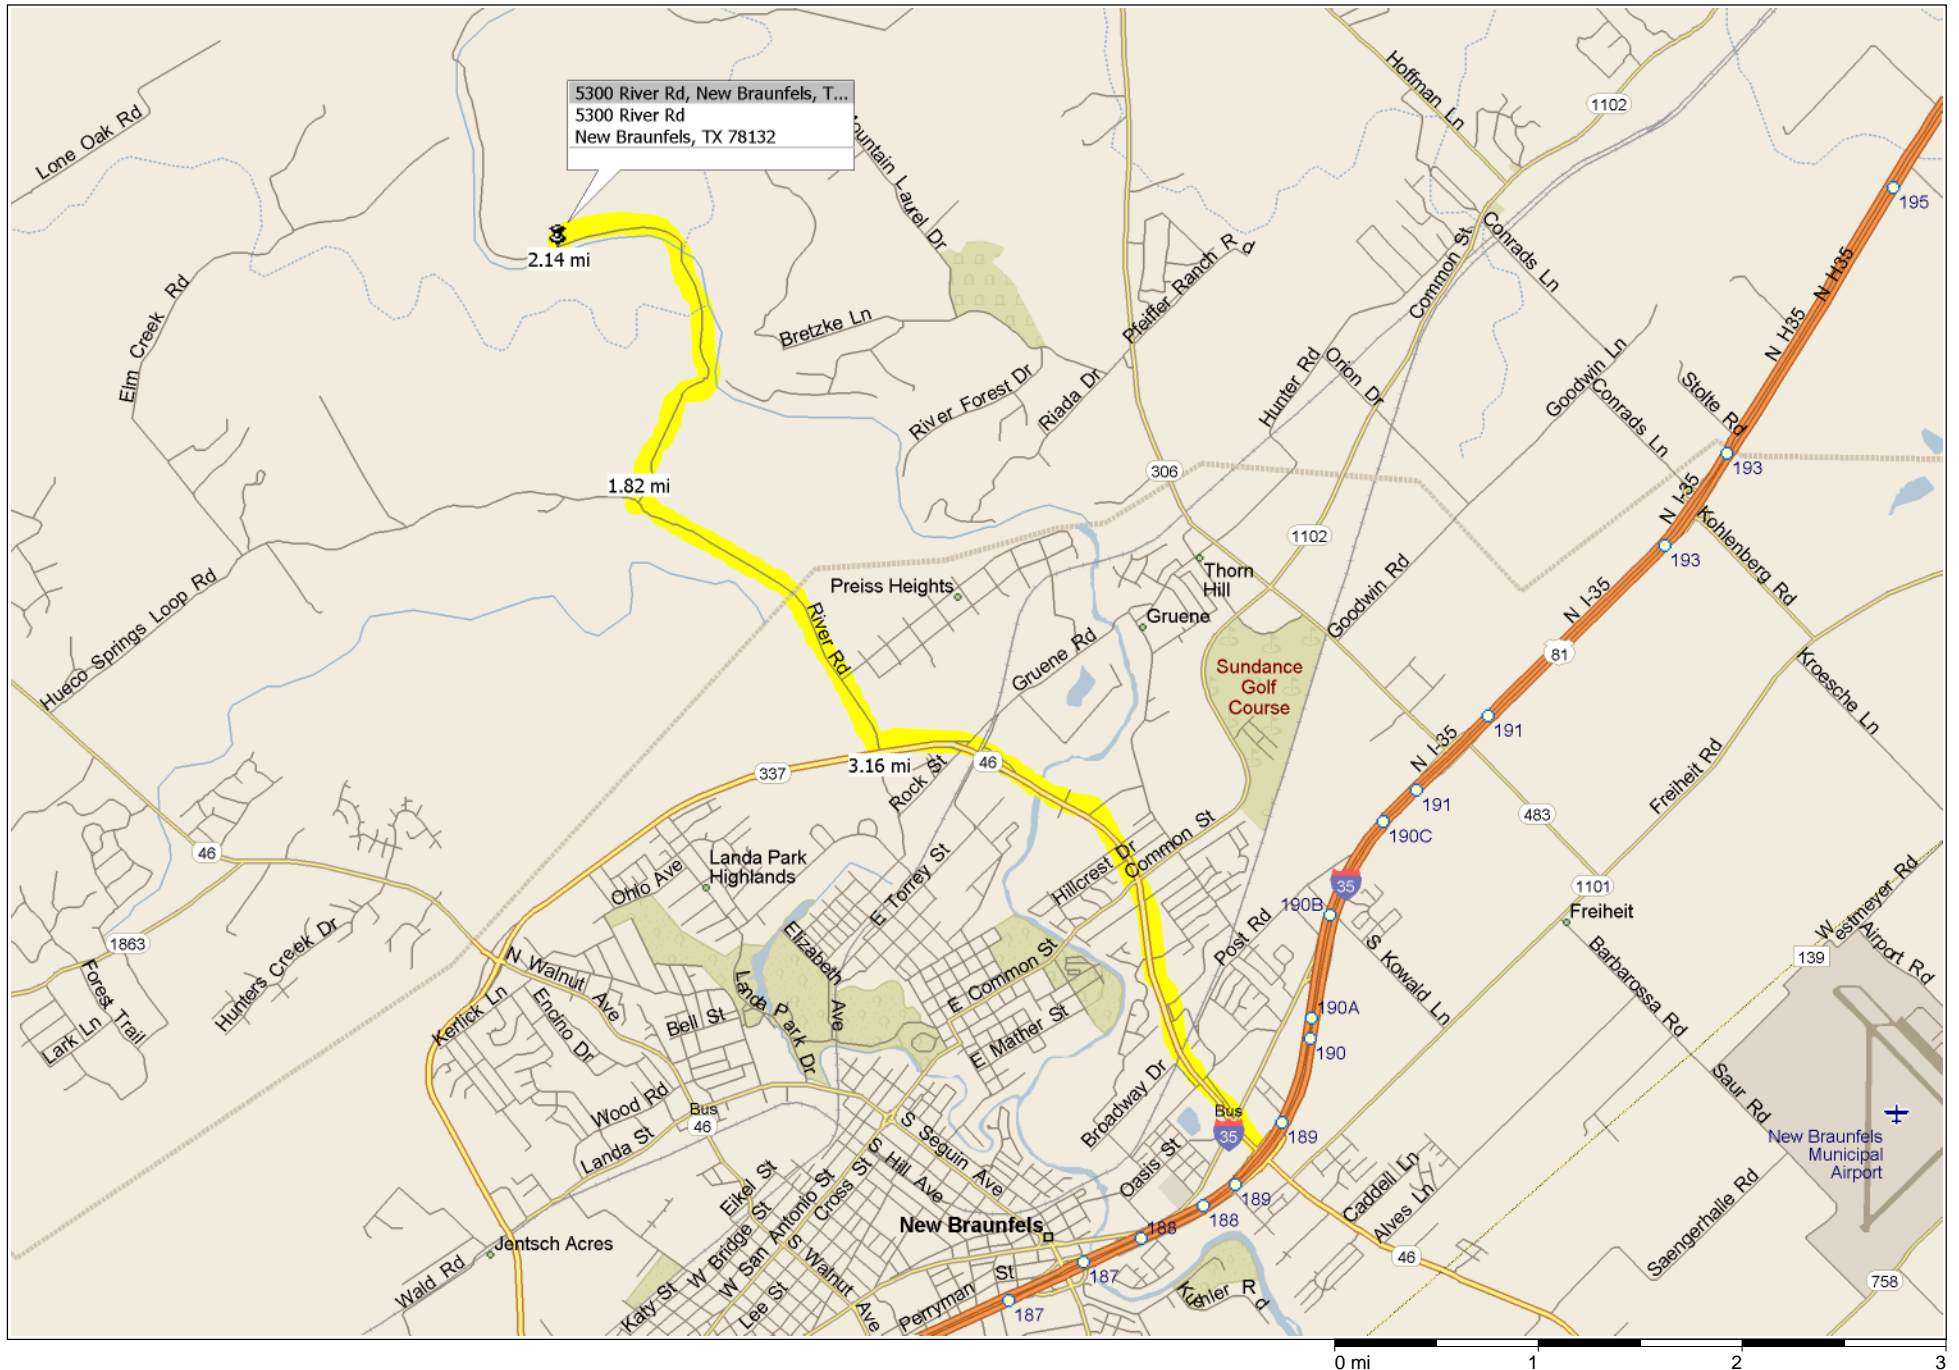 5300 River Rd, New Braunfels, T...
5300 River Rd
New Braunfels, TX 78132
Lone Oak Rd
Hoffman Ln
1102
195
ountain Laurel Dr
2.14 mi
Elm Creek Rd
Bretzke Ln
Pfeiffer Ranch Rd
Common St
Conrads Ln
N IH35
N IH35
River Forest Dr
Riada Dr
Hunter Rd
Orion Dr
Goodwin Ln
Conrads Ln
Stolte Rd
193
306
1.82 mi
N I-35
1102
193
Kohlenberg Rd
Hueco Springs Loop Rd
Preiss Heights
Thorn
Hill
Gruene
Goodwin Rd
N I-35
River Rd
Gruene Rd
Sundance
Golf
Course
81
Kroesche Ln
191
N I-35
46
3.16 mi
337
Rock St
191
Freiheit Rd
483
190C
46
Landa Park
Highlands
Ohio Ave
E Torrey St
Hillcrest Dr
Common St
35
1101
Freiheit
190B
Westmeyer Rd
Airport Rd
139
1863
Forest Trail
Lark Ln
Hunters Creek Dr
N Walnut Ave
Kerlick Ln
Encino Dr
Bell St
Landa Park Dr
Elizabeth Ave
E Common St
E Mather St
Post Rd
S Kowald Ln
Barbarossa Rd
190A
190
Saur Rd
Wood Rd
Bus
46
Landa St
Broadway Dr
Bus
35
189
New Braunfels
Municipal
Airport
S Seguin Ave
S Hill Ave
Oasis St
Eikel St
Cross St
W San Antonio St
W Bridge St
189
188
188
Caddell Ln
Alves Ln
Saengerhalle Rd
New Braunfels
Jentsch Acres
46
758
Wald Rd
Katy St
Lee St
S Walnut Ave
Perryman St
187
187
Kuehler Rd
0 mi 1 2 3